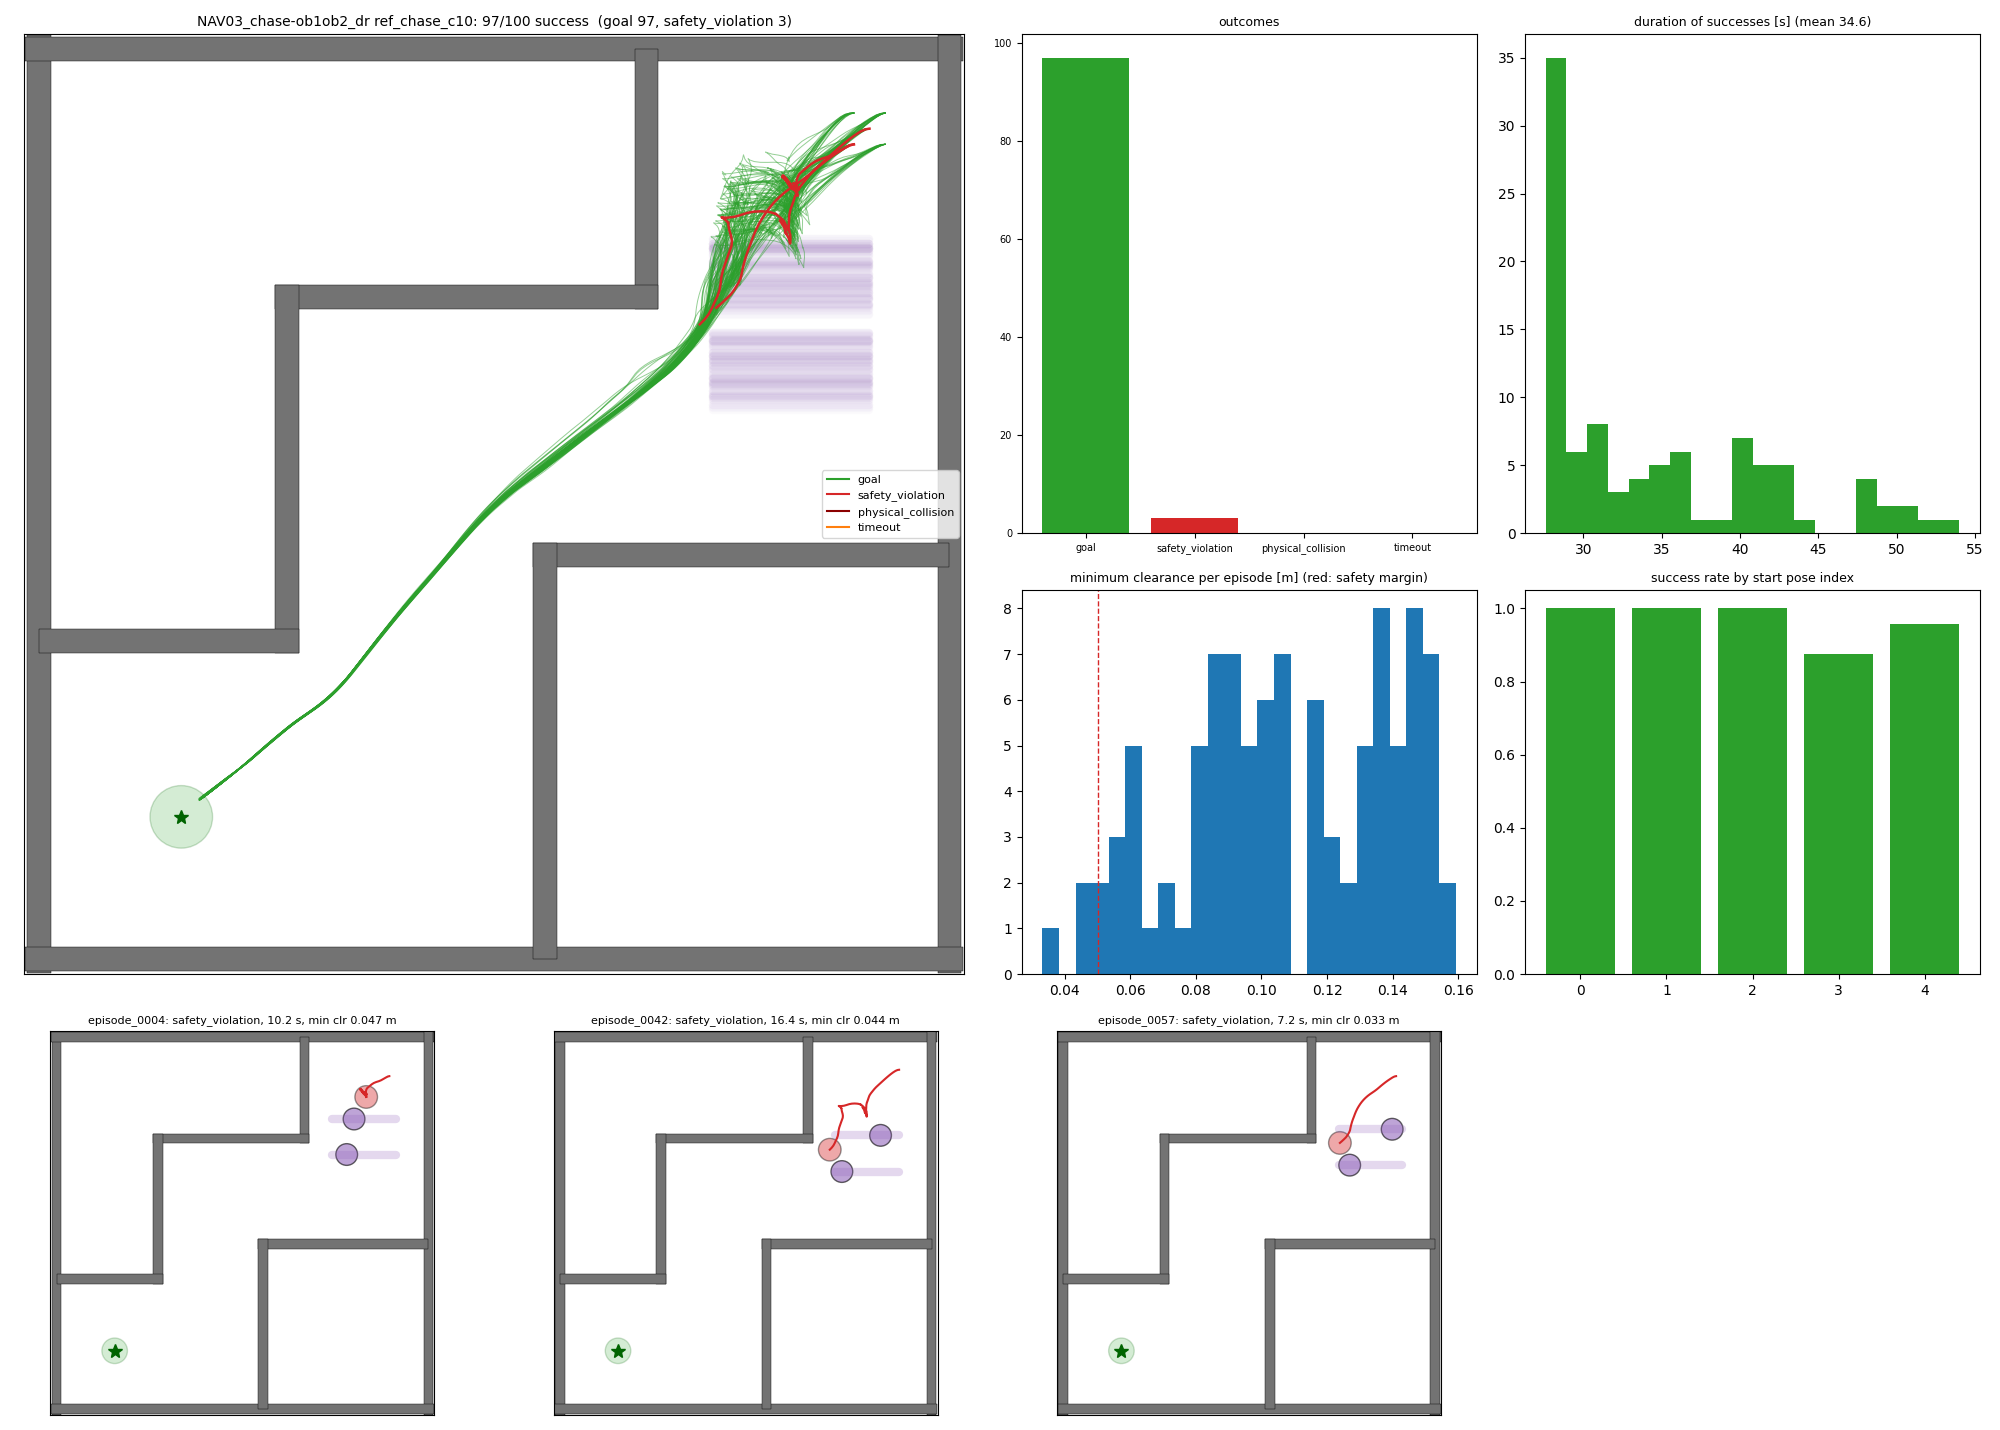 NAV03_chase-ob1ob2_dr ref_chase_c10: 97/100 success  (goal 97, safety_violation 3)
goal
safety_violation
physical_collision
timeout
outcomes
100
80
60
40
20
0
goal
safety_violation
physical_collision
timeout
duration of successes [s] (mean 34.6)
35
30
25
20
15
10
5
0
30 35 40 45 50 55
minimum clearance per episode [m] (red: safety margin)
8
7
6
5
4
3
2
1
0
0.04 0.06 0.08 0.10 0.12 0.14 0.16
success rate by start pose index
1.0
0.8
0.6
0.4
0.2
0.0
0 1 2 3 4
episode_0004: safety_violation, 10.2 s, min clr 0.047 m
episode_0042: safety_violation, 16.4 s, min clr 0.044 m
episode_0057: safety_violation, 7.2 s, min clr 0.033 m